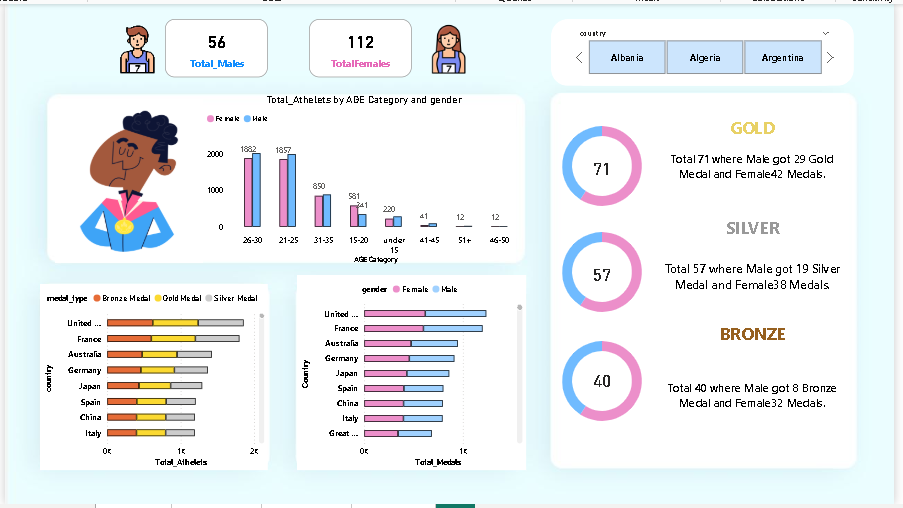 56
Total_Males
112
TotalFemales
country
Albania
Algeria
Argentina
Total_Athelets by AGE Category and gender
Female Male
2000
1000
0
1882
1857
850
581
341
220
41
12
12
26-30
21-25
31-35
15-20
under
15
41-45
51+
46-50
AGE Category
7
7
71
GOLD
Total 71 where Male got 29 Gold
Medal and Female42 Medals.
57
SILVER
Total 57 where Male got 19 Silver
Medal and Female38 Medals
40
BRONZE
Total 40 where Male got 8 Bronze
Medal and Female32 Medals.
medal_type Bronze Medal Gold Medal Silver Medal
country
United ...
France
Australia
Germany
Japan
Spain
China
Italy
0K 1K 2K
Total_Athelets
gender Female Male
Country
United ...
France
Australia
Germany
Japan
Spain
China
Italy
Great ...
0K 1K
Total_Medals